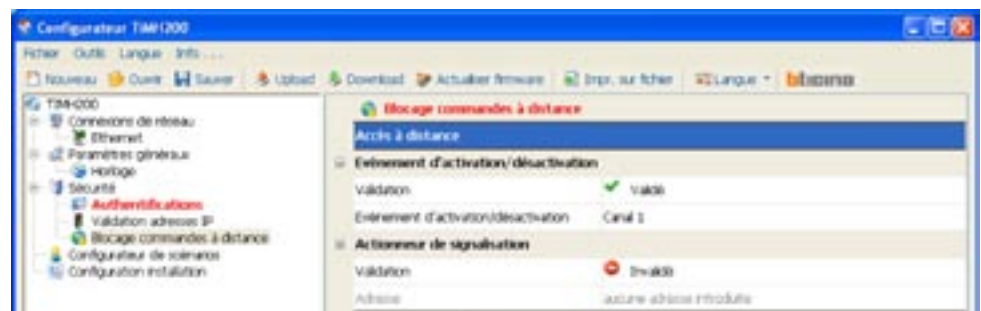 Configurateur TiMH200
Fichier Outils Langue Info ...
Nouveau Ouvrir Sauver Upload Download Actualiser firmware Impr. sur fichier Langue
TiMH200
Connexions de réseau
Ethernet
Paramètres généraux
Horloge
Sécurité
Authentifications
Validation adresses IP
Blocage commandes à distance
Configurateur de scénarios
Configuration installation
Blocage commandes à distance
Accès à distance
Evénement d'activation/désactivation
Validation Validé
Evénement d'activation/désactivation Canal 1
Actionneur de signalisation
Validation Invalidé
Adresse aucune adresse introduite